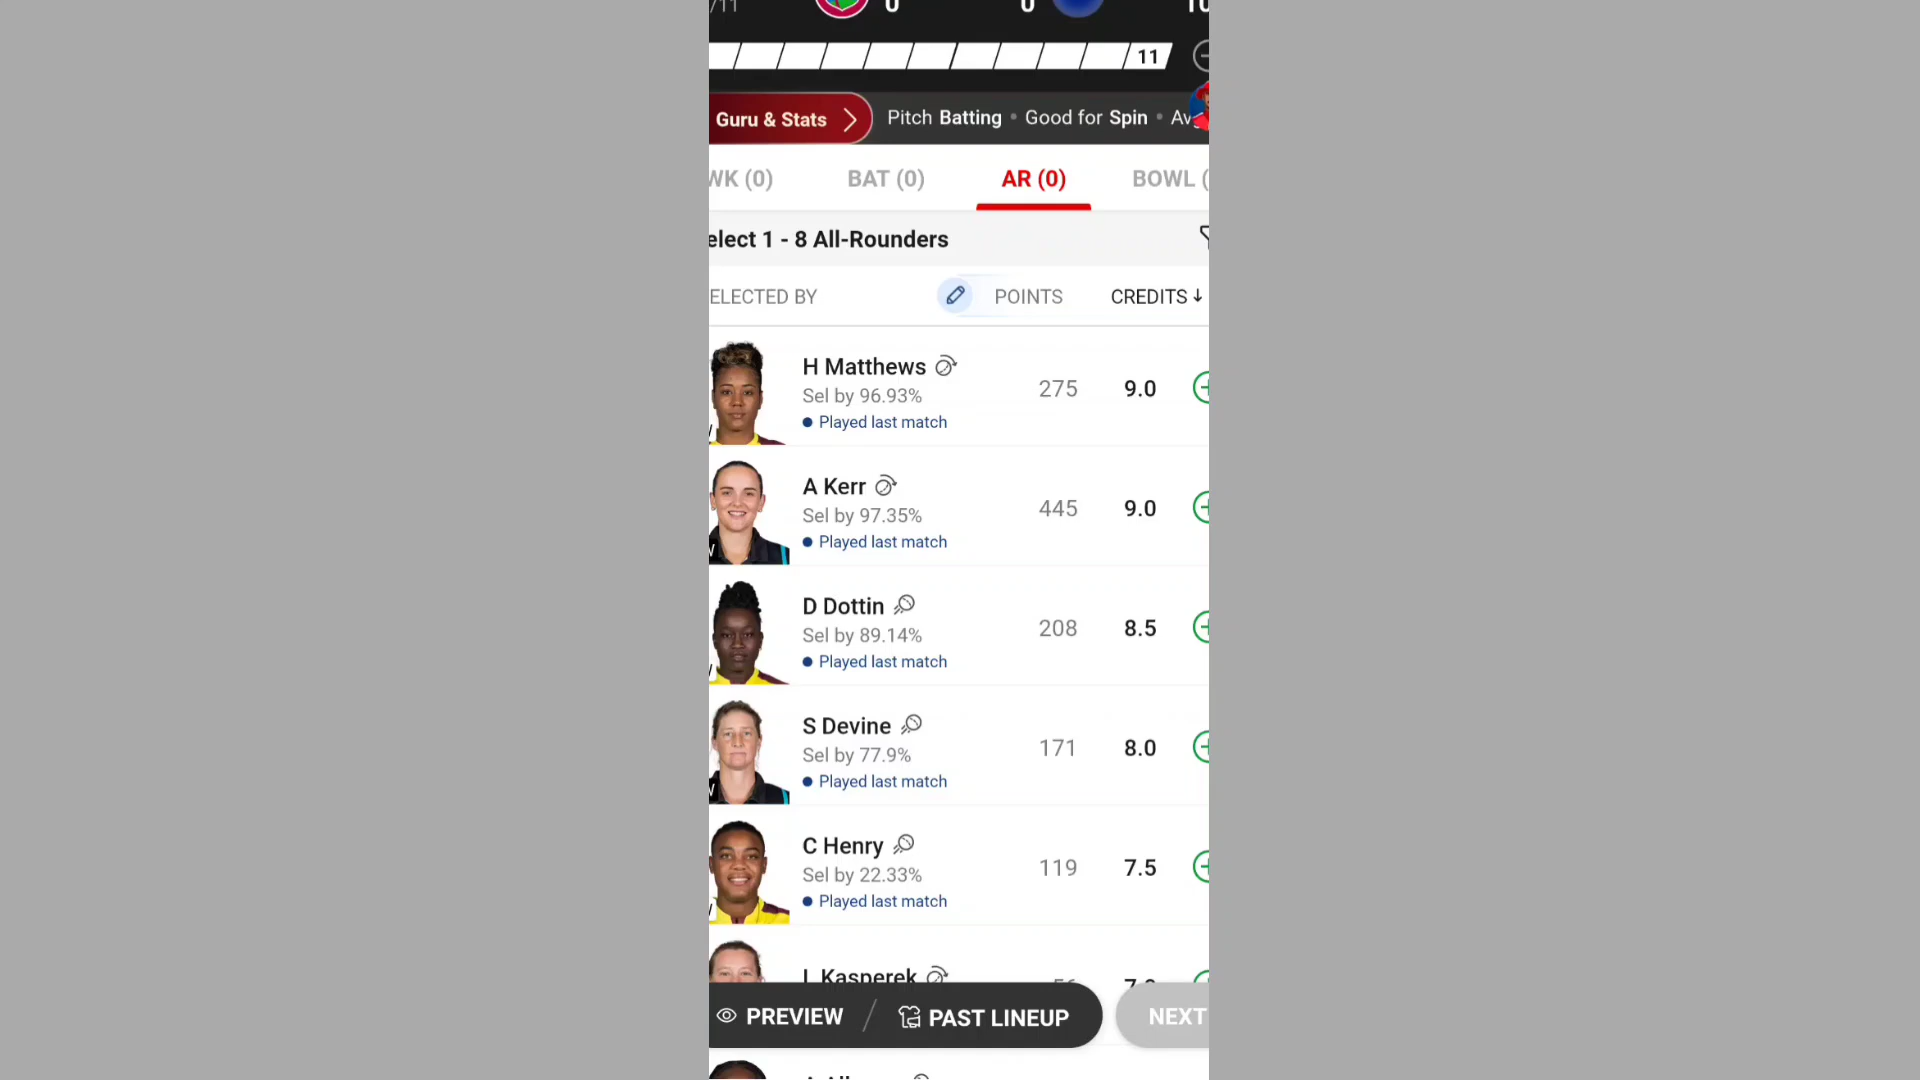 /11 0 0
11
Guru & Stats Pitch Batting • Good for Spin •
WK (0) BAT (0) AR (0) BOWL (
elect 1 - 8 All-Rounders
ELECTED BY POINTS CREDITS ↓
H Matthews
Sel by 96.93% 275 9.0
Played last match
A Kerr
Sel by 97.35% 445 9.0
Played last match
D Dottin
Sel by 89.14% 208 8.5
Played last match
S Devine
Sel by 77.9% 171 8.0
Played last match
C Henry
Sel by 22.33% 119 7.5
Played last match
L Kasperek
PREVIEW / PAST LINEUP NEXT